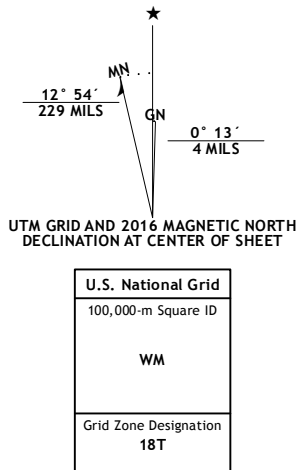 ★
MN
GN
12° 54´
229 MILS
0° 13´
4 MILS
UTM GRID AND 2016 MAGNETIC NORTH
DECLINATION AT CENTER OF SHEET
U.S. National Grid
100,000-m Square ID
WM
Grid Zone Designation
18T